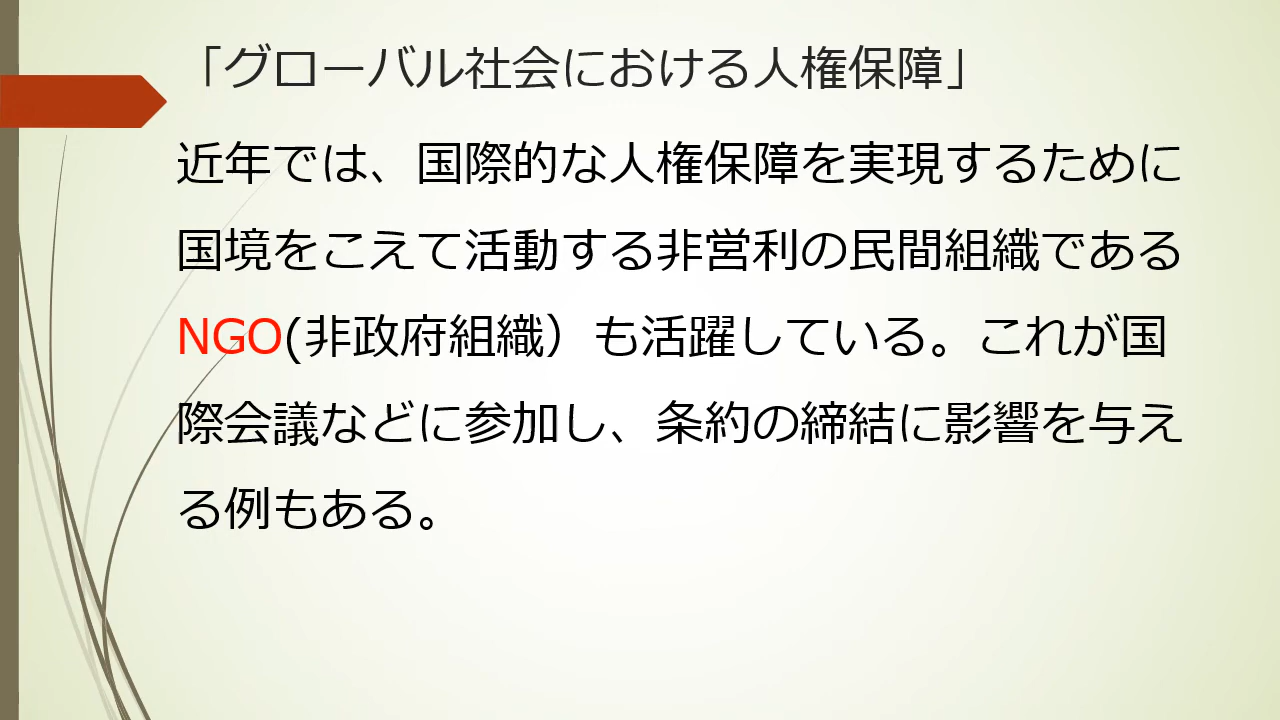 「グローバル社会における人権保障」
近年では、国際的な人権保障を実現するために
国境をこえて活動する非営利の民間組織である
NGO(非政府組織）も活躍している。これが国
際会議などに参加し、条約の締結に影響を与え
る例もある。